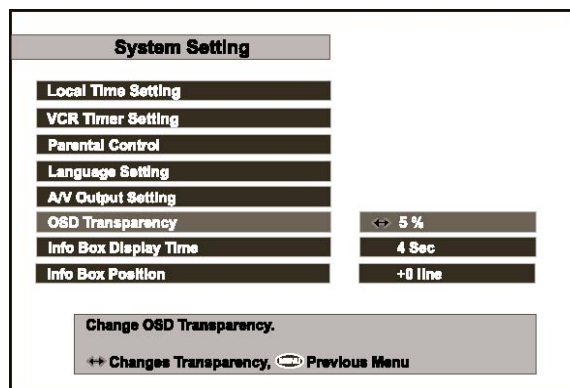 System Setting
Local Time Setting
VCR Timer Setting
Parental Control
Language Setting
A/V Output Setting
OSD Transparency ↔ 5 %
Info Box Display Time 4 Sec
Info Box Position +0 line
Change OSD Transparency.
↔ Changes Transparency, Previous Menu